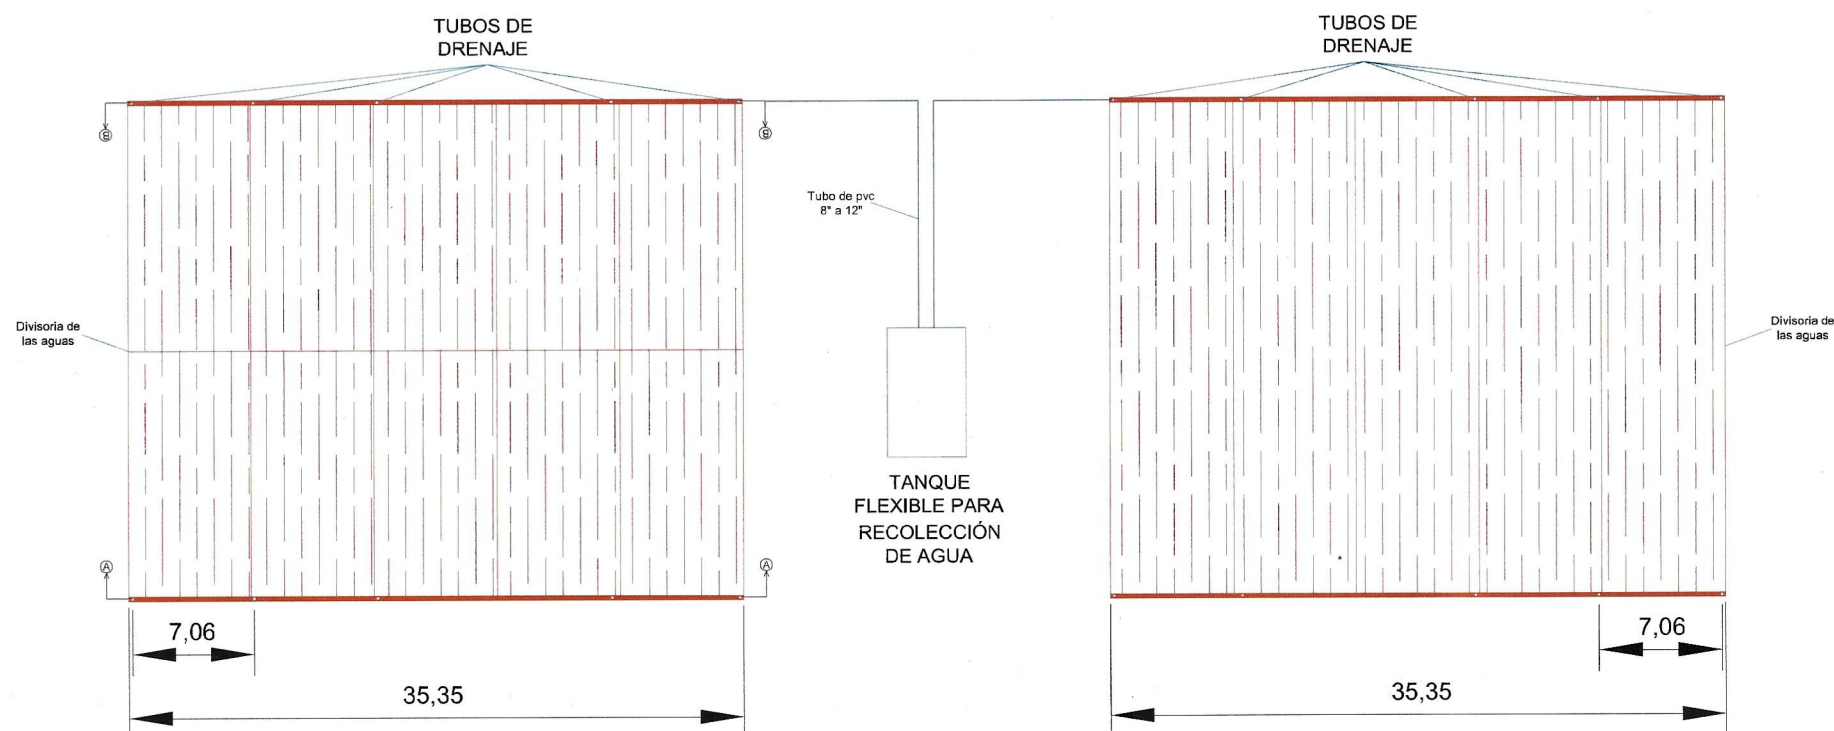 TUBOS DE
DRENAJE
TUBOS DE
DRENAJE
B
B
Tubo de pvc
8" a 12"
Divisoria de
las aguas
Divisoria de
las aguas
TANQUE
FLEXIBLE PARA
RECOLECCIÓN
DE AGUA
A
A
7,06
7,06
35,35
35,35